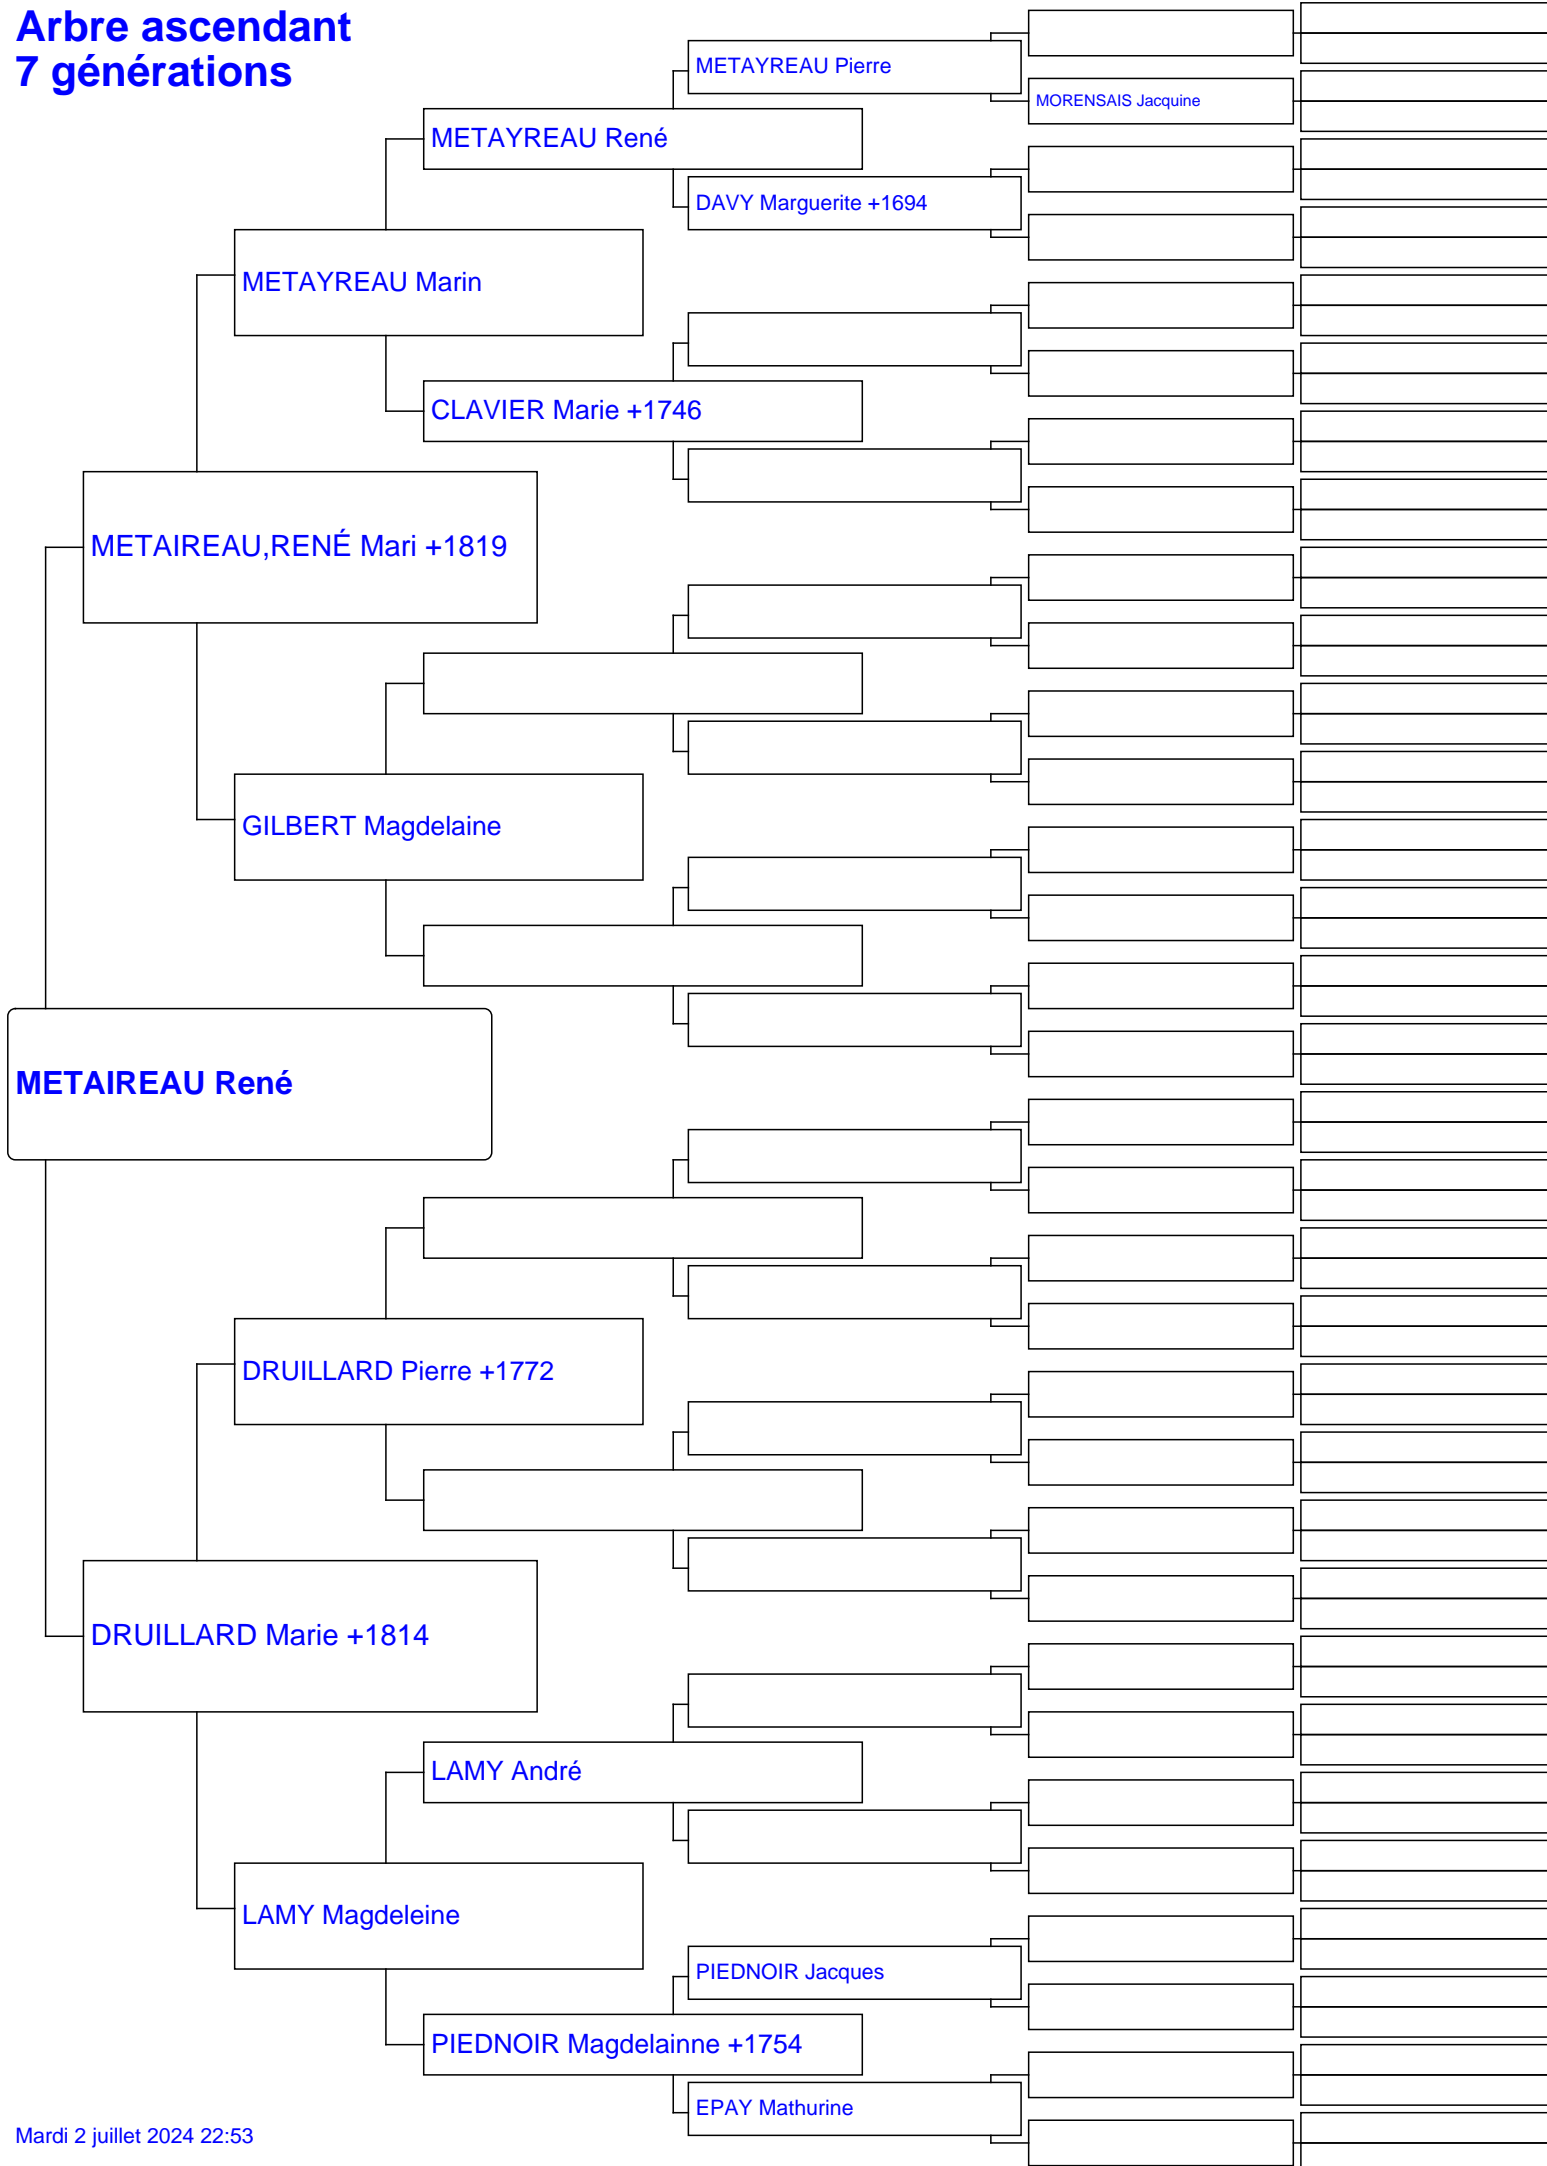 Arbre ascendant
7 générations
METAYREAU Pierre
MORENSAIS Jacquine
METAYREAU René
DAVY Marguerite +1694
METAYREAU Marin
CLAVIER Marie +1746
METAIREAU,RENÉ Mari +1819
GILBERT Magdelaine
METAIREAU René
DRUILLARD Pierre +1772
DRUILLARD Marie +1814
LAMY André
LAMY Magdeleine
PIEDNOIR Jacques
PIEDNOIR Magdelainne +1754
EPAY Mathurine
Mardi 2 juillet 2024 22:53